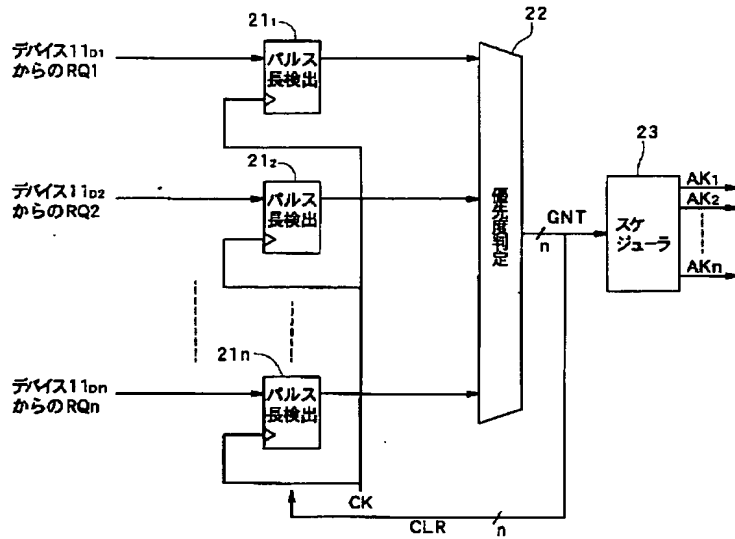 21₁
22
デバイス11D1
からのRQ1
パルス
長検出
21₂
23
デバイス11D2
からのRQ2
パルス
長検出
優先度判定
GNT
n
スケ
ジューラ
AK₁
AK₂
AKn
21n
デバイス11Dn
からのRQn
パルス
長検出
CK
CLR
n